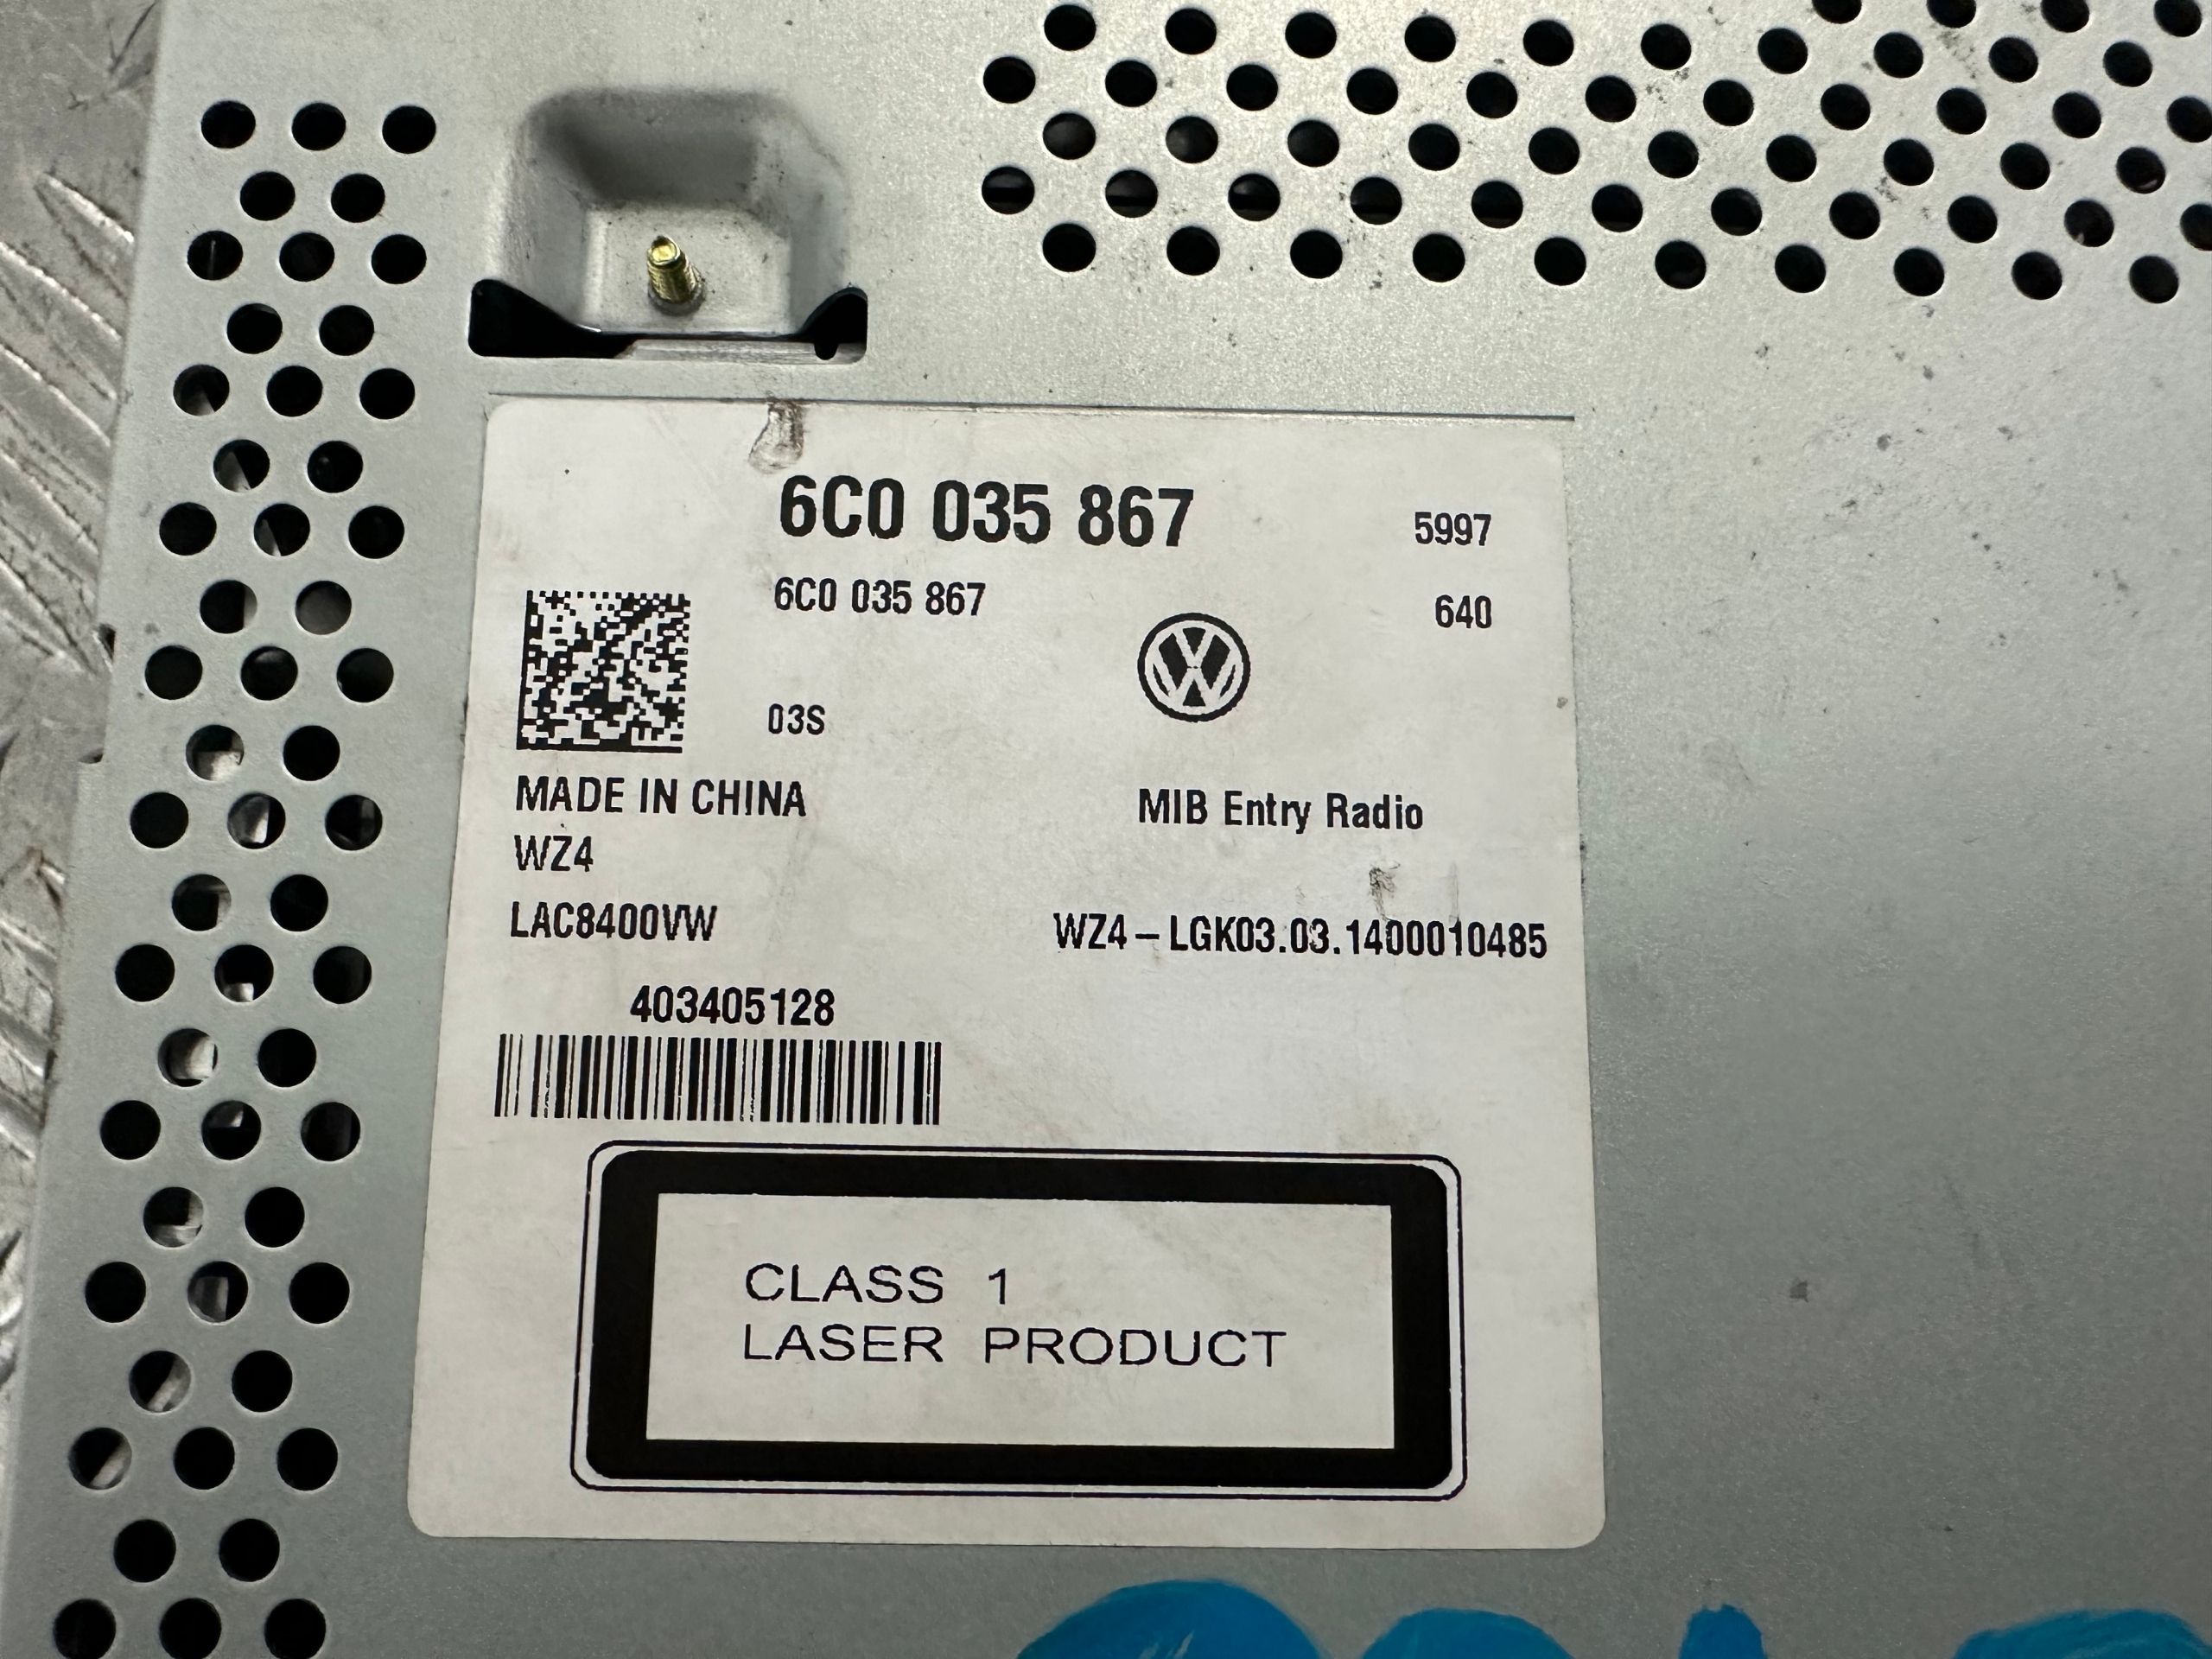 6C0 035 867
5997
6C0 035 867
640
03S
MADE IN CHINA
MIB Entry Radio
WZ4
LAC8400VW
WZ4-LGK03.03.1400010485
403405128
CLASS 1
LASER PRODUCT